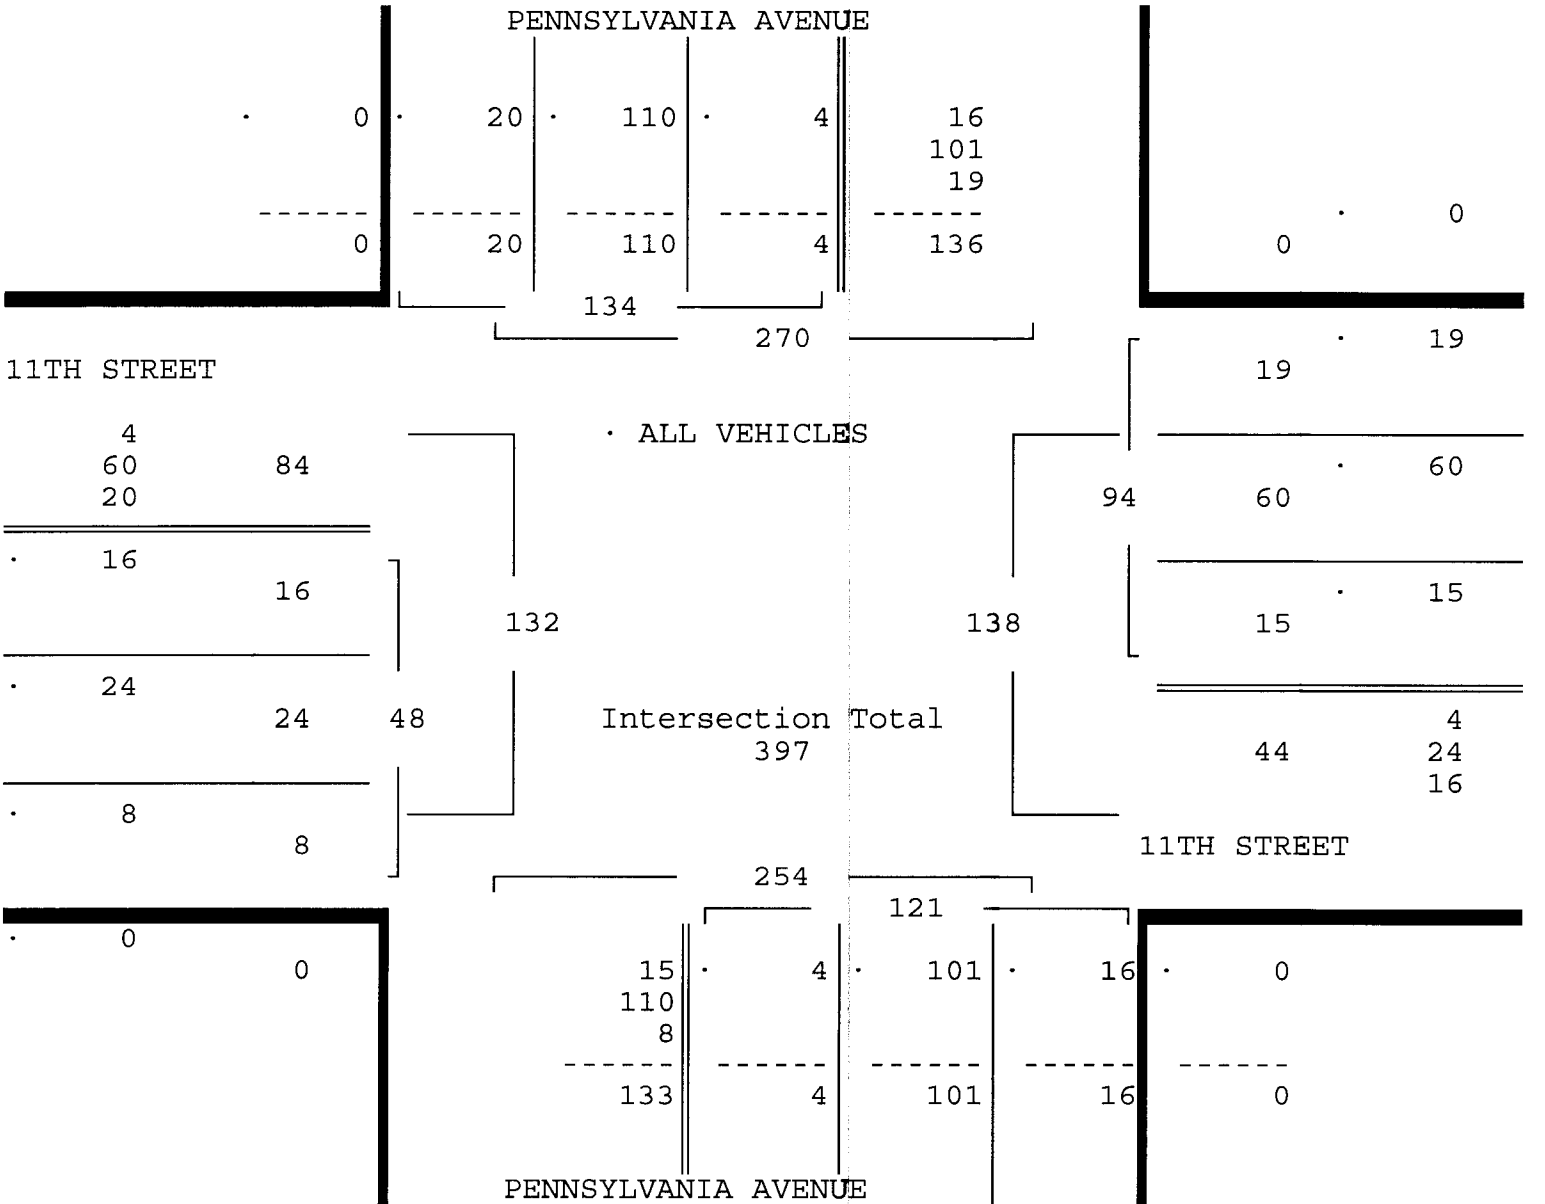 PENNSYLVANIA AVENUE
· 0 · 20 · 110 · 4 16
101
19
------ ------ ------ ------ ------ · 0
0 20 110 4 136 0
134
270 · 19
11TH STREET 19
4 · ALL VEHICLES
60 84 · 60
20 94 60
· 16
16 · 15
132 138 15
· 24
24 48 Intersection Total 4
397 44 24
16
· 8
8 11TH STREET
254
121
· 0
0 15 · 4 · 101 · 16 · 0
110
8
------ ------ ------ ------ ------
133 4 101 16 0
PENNSYLVANIA AVENUE